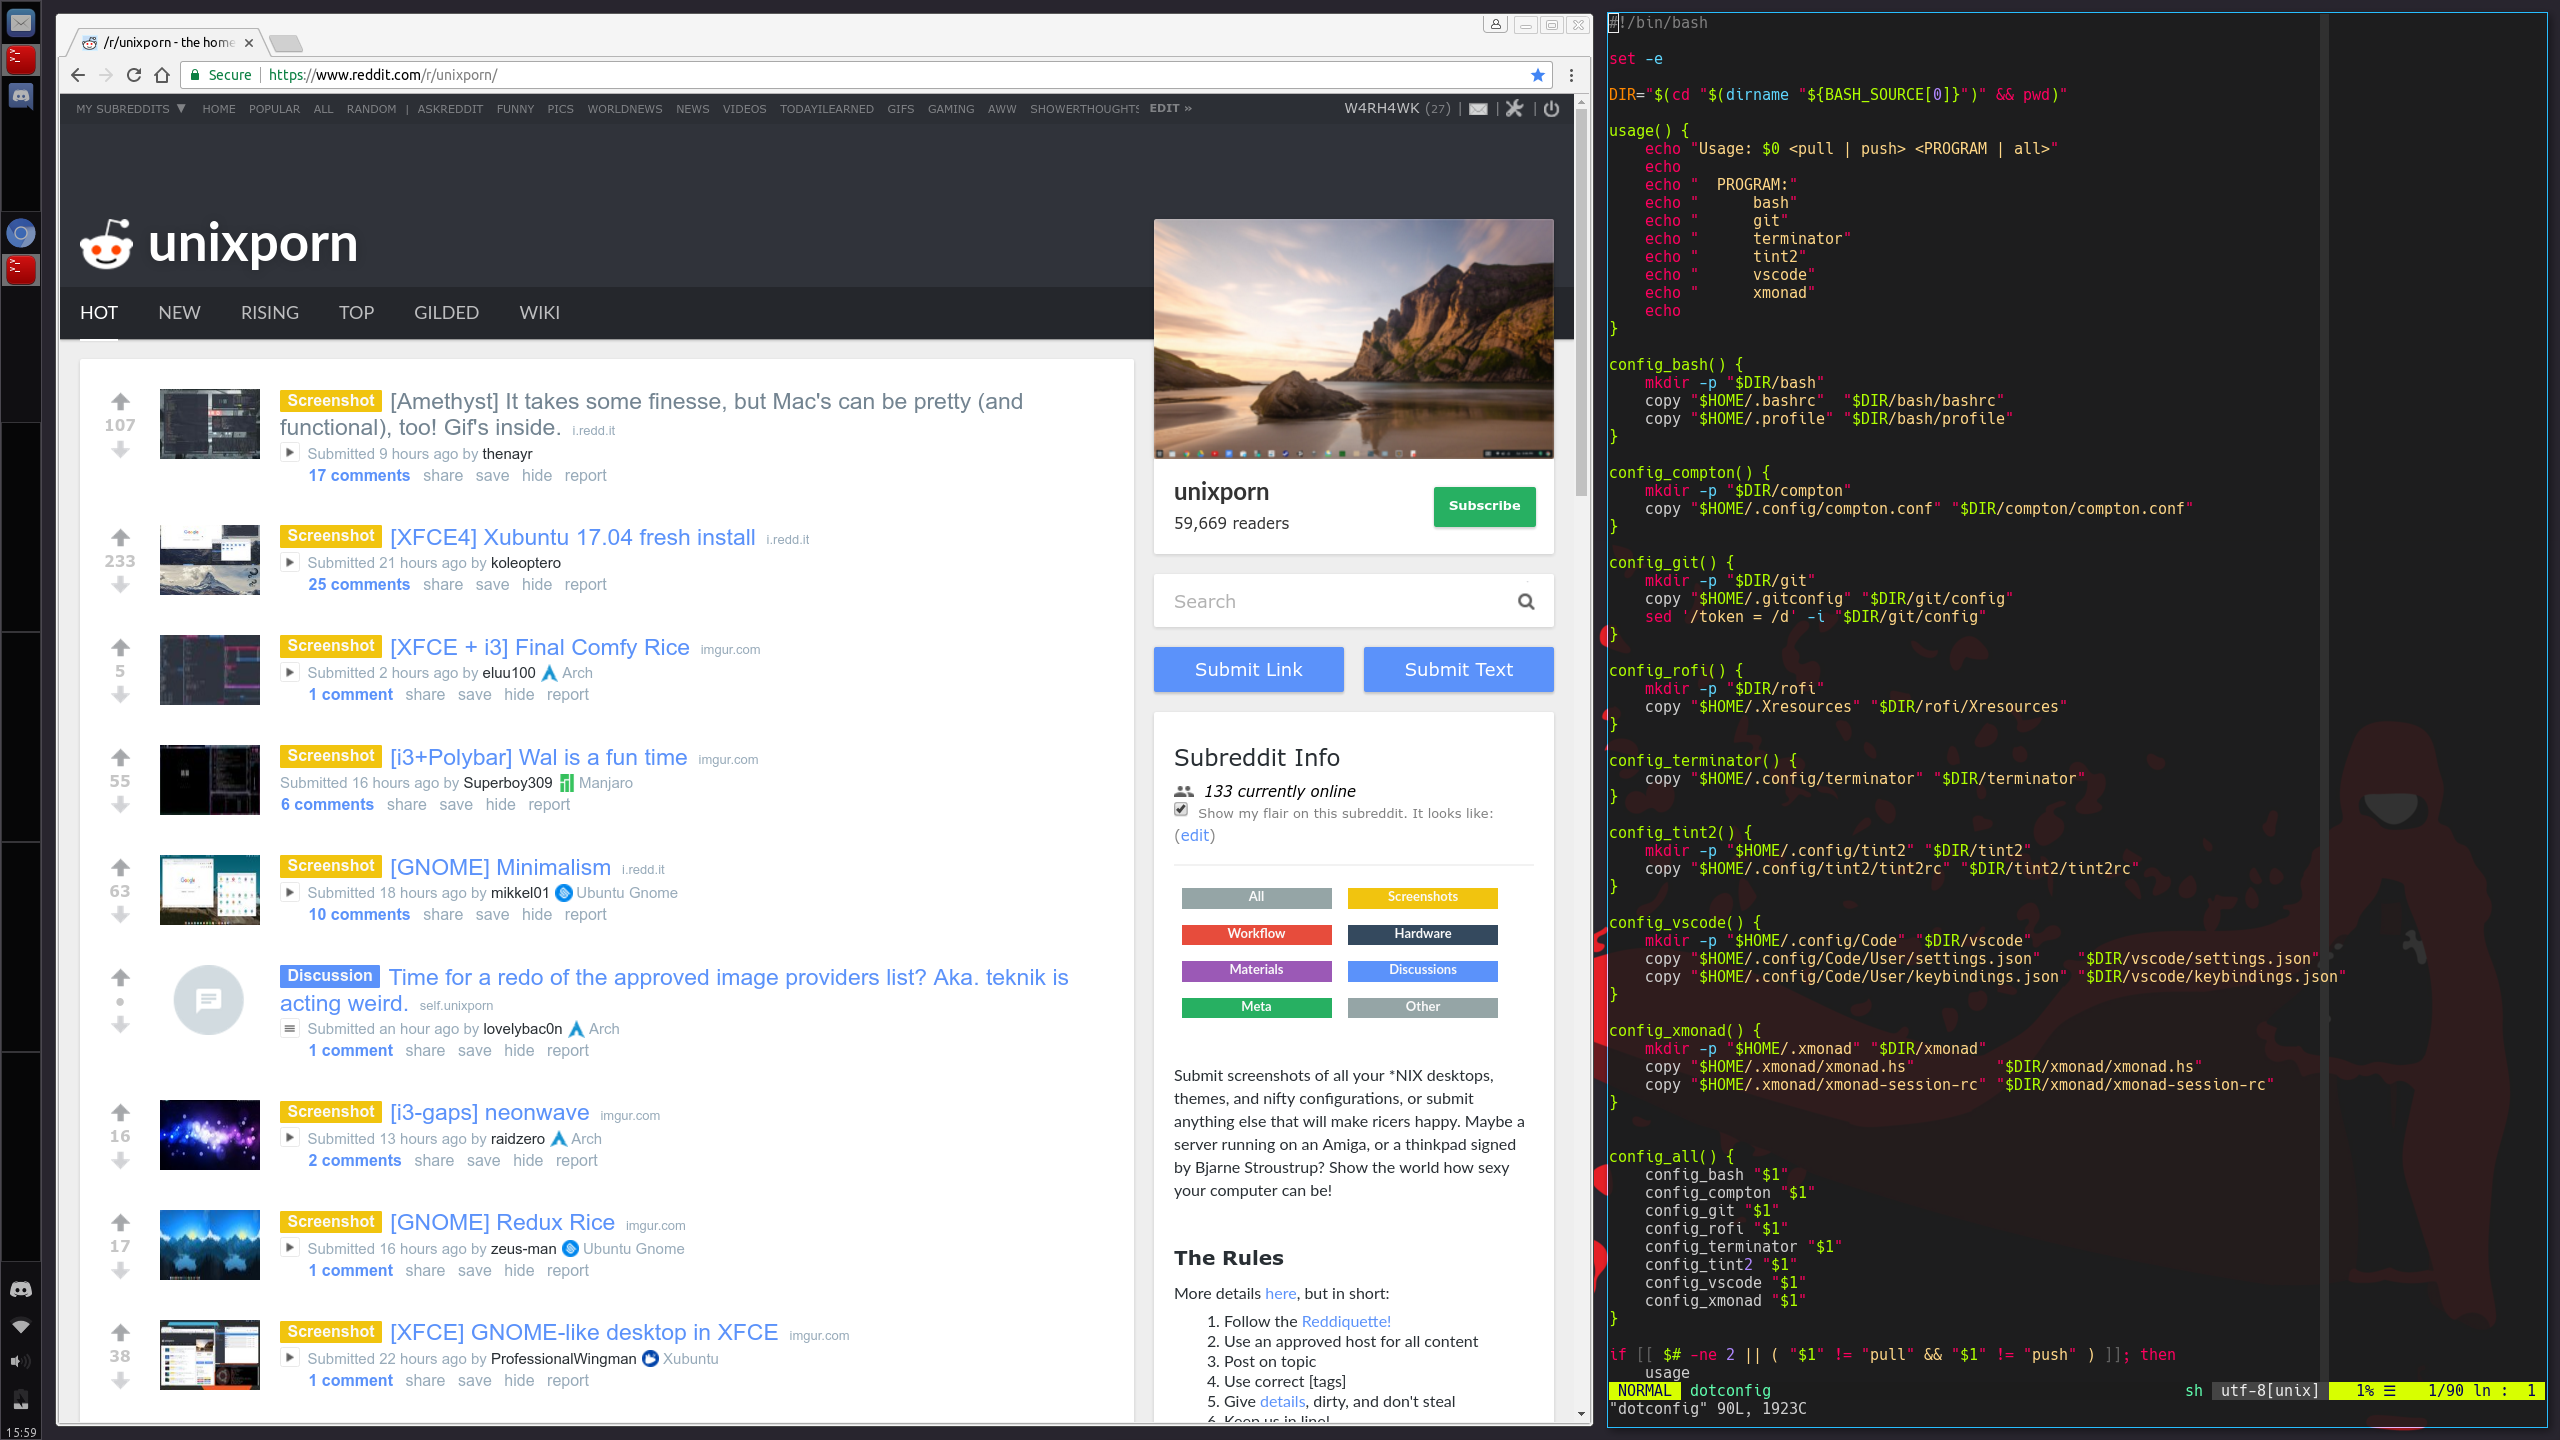 /r/unixporn - the home
Secure
https://www.reddit.com/r/unixporn/
MY SUBREDDITS ▼ HOME POPULAR ALL RANDOM | ASKREDDIT FUNNY PICS WORLDNEWS NEWS VIDEOS TODAYILEARNED GIFS GAMING AWW SHOWERTHOUGHTS EDIT »
W4RH4WK (27) | | |
unixporn
HOT NEW RISING TOP GILDED WIKI
107
Screenshot [Amethyst] It takes some finesse, but Mac's can be pretty (and
functional), too! Gif's inside. i.redd.it
Submitted 9 hours ago by thenayr
17 comments share save hide report
233
Screenshot [XFCE4] Xubuntu 17.04 fresh install i.redd.it
Submitted 21 hours ago by koleoptero
25 comments share save hide report
5
Screenshot [XFCE + i3] Final Comfy Rice imgur.com
Submitted 2 hours ago by eluu100 Arch
1 comment share save hide report
55
Screenshot [i3+Polybar] Wal is a fun time imgur.com
Submitted 16 hours ago by Superboy309 Manjaro
6 comments share save hide report
63
Screenshot [GNOME] Minimalism i.redd.it
Submitted 18 hours ago by mikkel01 Ubuntu Gnome
10 comments share save hide report
•
Discussion Time for a redo of the approved image providers list? Aka. teknik is
acting weird. self.unixporn
Submitted an hour ago by lovelybac0n Arch
1 comment share save hide report
16
Screenshot [i3-gaps] neonwave imgur.com
Submitted 13 hours ago by raidzero Arch
2 comments share save hide report
17
Screenshot [GNOME] Redux Rice imgur.com
Submitted 16 hours ago by zeus-man Ubuntu Gnome
1 comment share save hide report
38
Screenshot [XFCE] GNOME-like desktop in XFCE imgur.com
Submitted 22 hours ago by ProfessionalWingman Xubuntu
1 comment share save hide report
unixporn
59,669 readers
Subscribe
Search
Submit Link Submit Text
Subreddit Info
133 currently online
Show my flair on this subreddit. It looks like:
(edit)
All Screenshots
Workflow Hardware
Materials Discussions
Meta Other
Submit screenshots of all your *NIX desktops,
themes, and nifty configurations, or submit
anything else that will make ricers happy. Maybe a
server running on an Amiga, or a thinkpad signed
by Bjarne Stroustrup? Show the world how sexy
your computer can be!
The Rules
More details here, but in short:
1. Follow the Reddiquette!
2. Use an approved host for all content
3. Post on topic
4. Use correct [tags]
5. Give details, dirty, and don't steal
6. Keep us in line!
15:59
#!/bin/bash
set -e
DIR="$(cd "$(dirname "${BASH_SOURCE[0]}")" && pwd)"
usage() {
    echo "Usage: $0 <pull | push> <PROGRAM | all>"
    echo
    echo "  PROGRAM:"
    echo "      bash"
    echo "      git"
    echo "      terminator"
    echo "      tint2"
    echo "      vscode"
    echo "      xmonad"
    echo
}
config_bash() {
    mkdir -p "$DIR/bash"
    copy "$HOME/.bashrc"  "$DIR/bash/bashrc"
    copy "$HOME/.profile" "$DIR/bash/profile"
}
config_compton() {
    mkdir -p "$DIR/compton"
    copy "$HOME/.config/compton.conf" "$DIR/compton/compton.conf"
}
config_git() {
    mkdir -p "$DIR/git"
    copy "$HOME/.gitconfig" "$DIR/git/config"
    sed '/token = /d' -i "$DIR/git/config"
}
config_rofi() {
    mkdir -p "$DIR/rofi"
    copy "$HOME/.Xresources" "$DIR/rofi/Xresources"
}
config_terminator() {
    copy "$HOME/.config/terminator" "$DIR/terminator"
}
config_tint2() {
    mkdir -p "$HOME/.config/tint2" "$DIR/tint2"
    copy "$HOME/.config/tint2/tint2rc" "$DIR/tint2/tint2rc"
}
config_vscode() {
    mkdir -p "$HOME/.config/Code" "$DIR/vscode"
    copy "$HOME/.config/Code/User/settings.json"    "$DIR/vscode/settings.json"
    copy "$HOME/.config/Code/User/keybindings.json" "$DIR/vscode/keybindings.json"
}
config_xmonad() {
    mkdir -p "$HOME/.xmonad" "$DIR/xmonad"
    copy "$HOME/.xmonad/xmonad.hs"         "$DIR/xmonad/xmonad.hs"
    copy "$HOME/.xmonad/xmonad-session-rc" "$DIR/xmonad/xmonad-session-rc"
}
config_all() {
    config_bash "$1"
    config_compton "$1"
    config_git "$1"
    config_rofi "$1"
    config_terminator "$1"
    config_tint2 "$1"
    config_vscode "$1"
    config_xmonad "$1"
}
if [[ $# -ne 2 || ( "$1" != "pull" && "$1" != "push" ) ]]; then
    usage
NORMAL dotconfig sh utf-8[unix] 1% ☰ 1/90 ln : 1
"dotconfig" 90L, 1923C